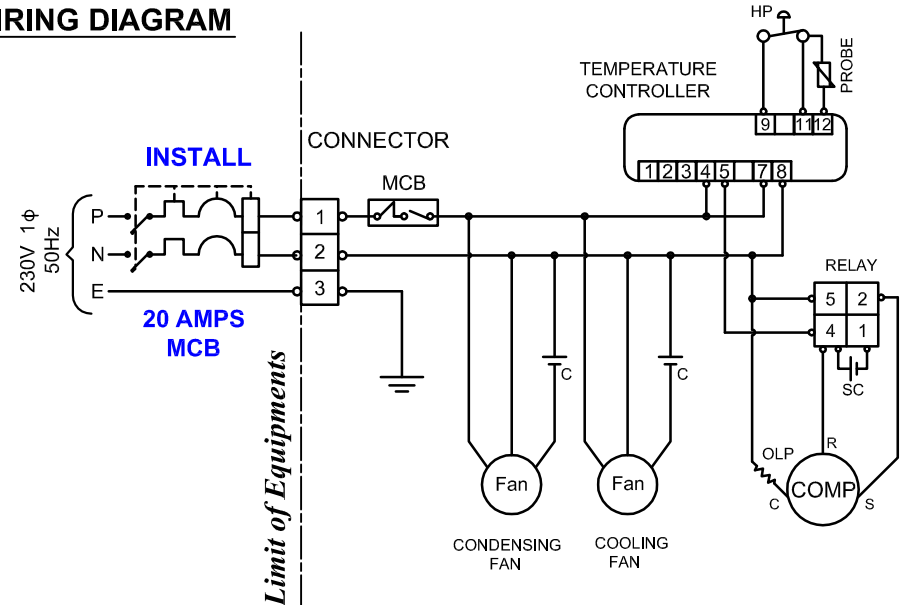 IRING DIAGRAM
HP
PROBE
TEMPERATURE
CONTROLLER
9 11 12
1 2 3 4 5 7 8
CONNECTOR
INSTALL
MCB
230V 1ϕ
50Hz
P
N
E
1
2
3
20 AMPS
MCB
Limit of Equipments
RELAY
5 2
4 1
SC
C
C
OLP
R
C
S
COMP
Fan
Fan
CONDENSING
FAN
COOLING
FAN